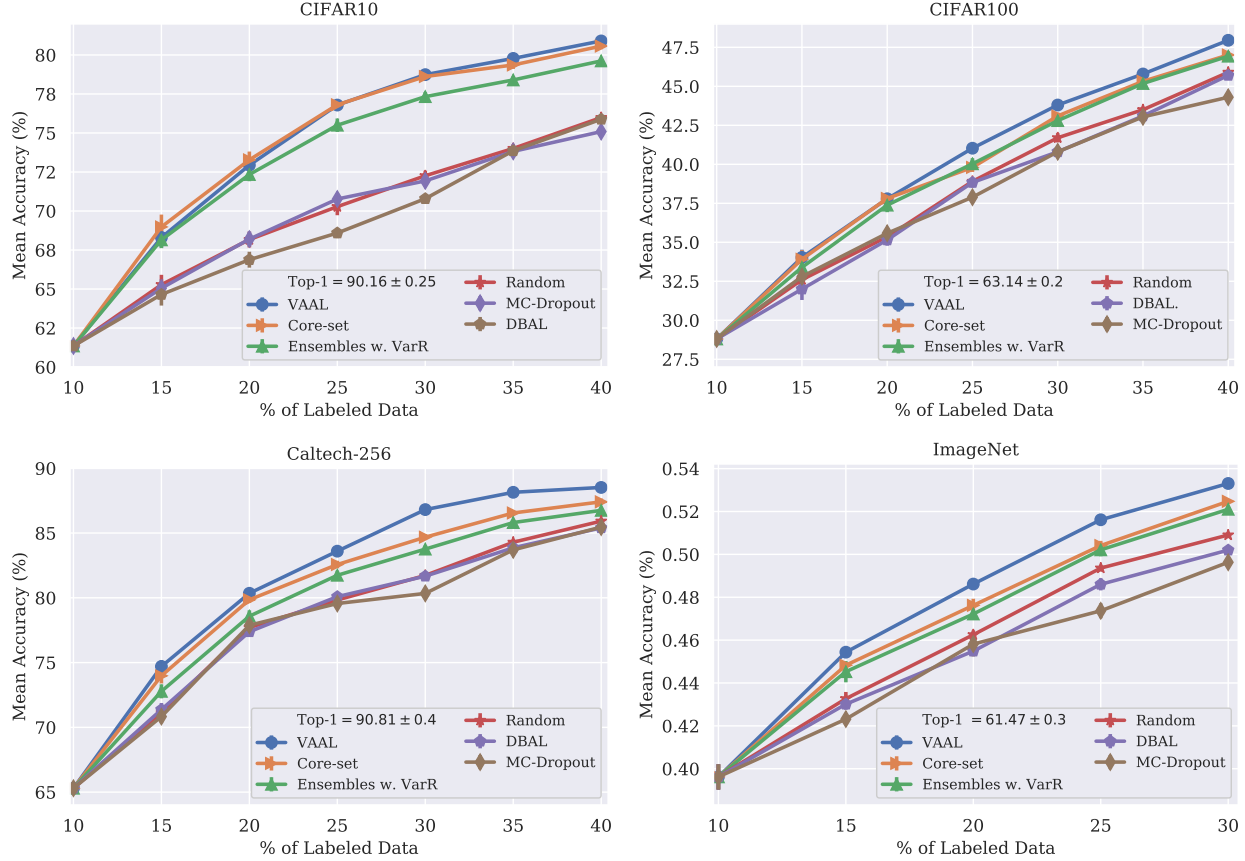 CIFAR10
Mean Accuracy (%)
80
78
75
72
70
68
65
62
60
10 15 20 25 30 35 40
% of Labeled Data
Top-1 = 90.16 ± 0.25
VAAL
Core-set
Ensembles w. VarR
Random
MC-Dropout
DBAL
CIFAR100
Mean Accuracy (%)
47.5
45.0
42.5
40.0
37.5
35.0
32.5
30.0
27.5
10 15 20 25 30 35 40
% of Labeled Data
Top-1 = 63.14 ± 0.2
VAAL
Core-set
Ensembles w. VarR
Random
DBAL.
MC-Dropout
Caltech-256
Mean Accuracy (%)
90
85
80
75
70
65
10 15 20 25 30 35 40
% of Labeled Data
Top-1 = 90.81 ± 0.4
VAAL
Core-set
Ensembles w. VarR
Random
DBAL
MC-Dropout
ImageNet
Mean Accuracy (%)
0.54
0.52
0.50
0.48
0.46
0.44
0.42
0.40
10 15 20 25 30
% of Labeled Data
Top-1 = 61.47 ± 0.3
VAAL
Core-set
Ensembles w. VarR
Random
DBAL
MC-Dropout